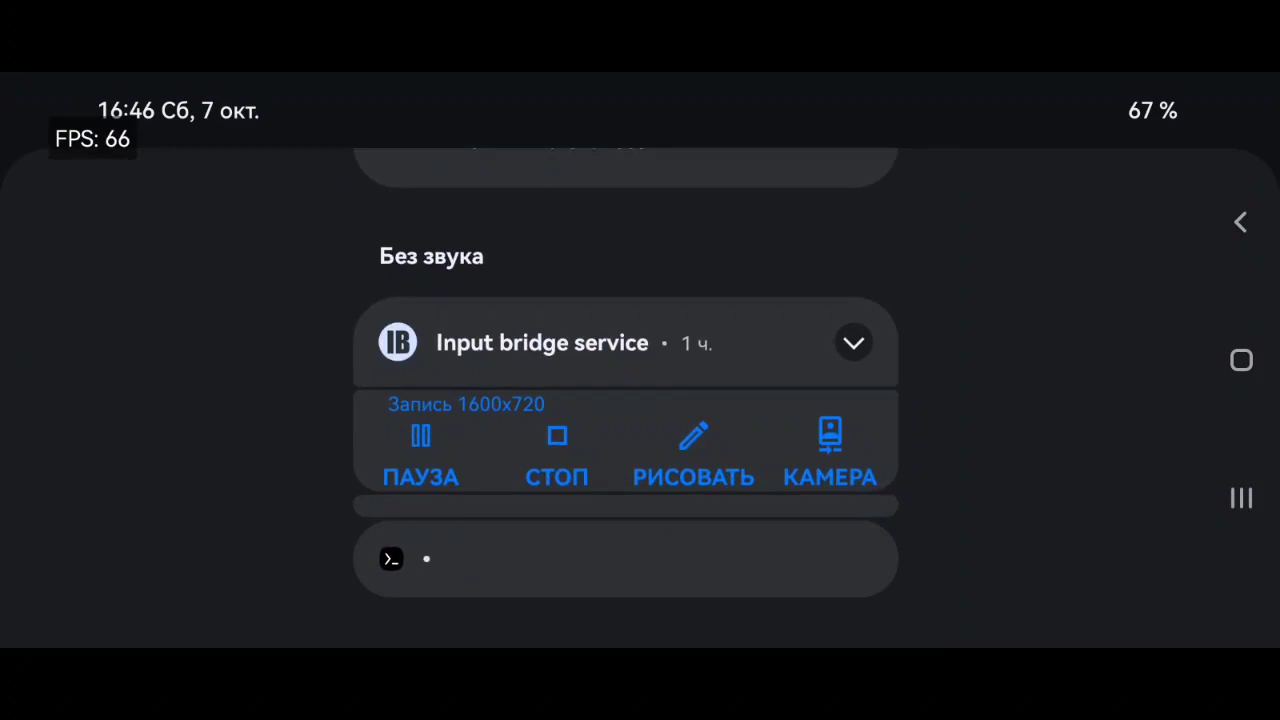 16:46 Сб, 7 окт.
67 %
FPS: 66
Без звука
IB
Input bridge service • 1 ч.
Запись 1600x720
ПАУЗА СТОП РИСОВАТЬ КАМЕРА